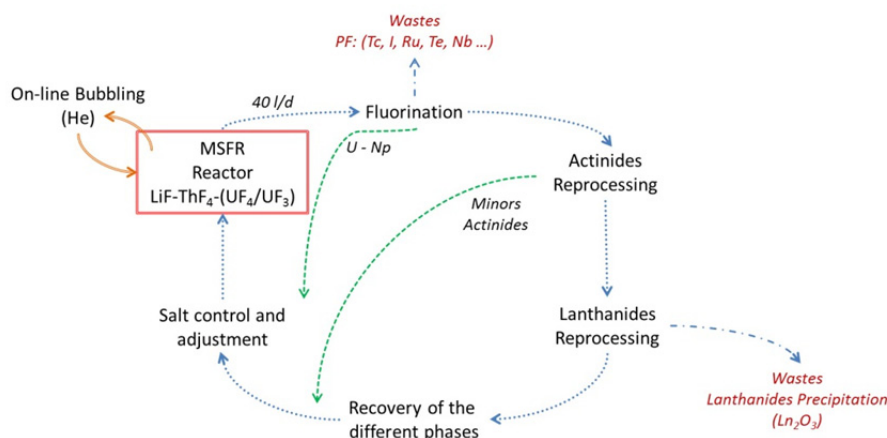 Wastes
PF: (Tc, I, Ru, Te, Nb ...)
On-line Bubbling
(He)
40 l/d
Fluorination
MSFR
Reactor
LiF-ThF₄-(UF₄/UF₃)
U - Np
Actinides
Reprocessing
Minors
Actinides
Salt control and
adjustment
Lanthanides
Reprocessing
Wastes
Lanthanides Precipitation
(Ln₂O₃)
Recovery of the
different phases